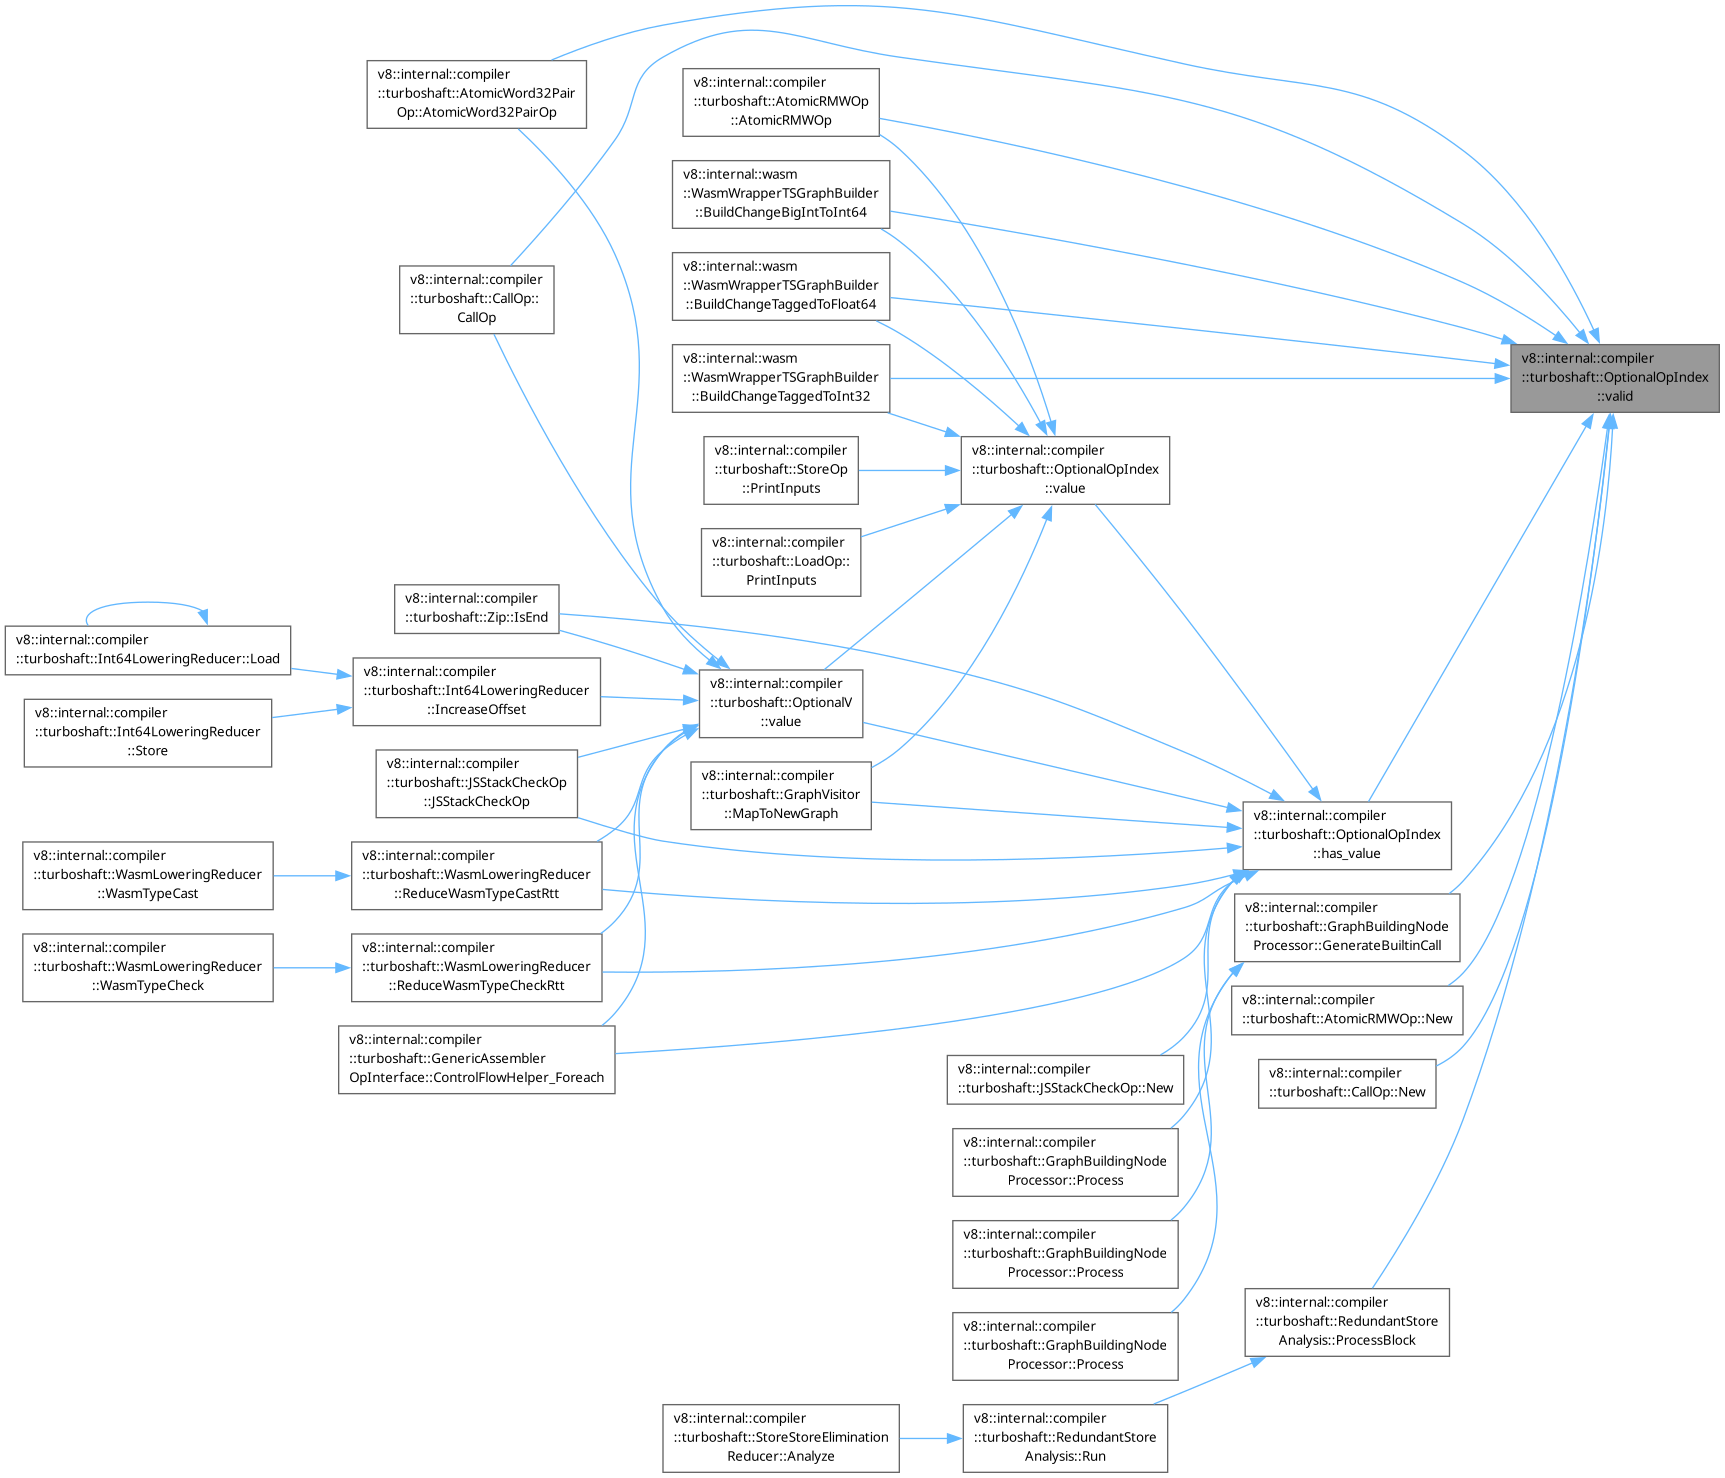 v8::internal::compiler
::turboshaft::AtomicWord32Pair
Op::AtomicWord32PairOp
v8::internal::compiler
::turboshaft::AtomicRMWOp
::AtomicRMWOp
v8::internal::wasm
::WasmWrapperTSGraphBuilder
::BuildChangeBigIntToInt64
v8::internal::wasm
::WasmWrapperTSGraphBuilder
::BuildChangeTaggedToFloat64
v8::internal::compiler
::turboshaft::CallOp::
CallOp
v8::internal::wasm
::WasmWrapperTSGraphBuilder
::BuildChangeTaggedToInt32
v8::internal::compiler
::turboshaft::OptionalOpIndex
::valid
v8::internal::compiler
::turboshaft::StoreOp
::PrintInputs
v8::internal::compiler
::turboshaft::OptionalOpIndex
::value
v8::internal::compiler
::turboshaft::LoadOp::
PrintInputs
v8::internal::compiler
::turboshaft::Zip::IsEnd
v8::internal::compiler
::turboshaft::Int64LoweringReducer::Load
v8::internal::compiler
::turboshaft::Int64LoweringReducer
::IncreaseOffset
v8::internal::compiler
::turboshaft::OptionalV
::value
v8::internal::compiler
::turboshaft::Int64LoweringReducer
::Store
v8::internal::compiler
::turboshaft::JSStackCheckOp
::JSStackCheckOp
v8::internal::compiler
::turboshaft::GraphVisitor
::MapToNewGraph
v8::internal::compiler
::turboshaft::OptionalOpIndex
::has_value
v8::internal::compiler
::turboshaft::WasmLoweringReducer
::WasmTypeCast
v8::internal::compiler
::turboshaft::WasmLoweringReducer
::ReduceWasmTypeCastRtt
v8::internal::compiler
::turboshaft::GraphBuildingNode
Processor::GenerateBuiltinCall
v8::internal::compiler
::turboshaft::WasmLoweringReducer
::WasmTypeCheck
v8::internal::compiler
::turboshaft::WasmLoweringReducer
::ReduceWasmTypeCheckRtt
v8::internal::compiler
::turboshaft::AtomicRMWOp::New
v8::internal::compiler
::turboshaft::GenericAssembler
OpInterface::ControlFlowHelper_Foreach
v8::internal::compiler
::turboshaft::JSStackCheckOp::New
v8::internal::compiler
::turboshaft::CallOp::New
v8::internal::compiler
::turboshaft::GraphBuildingNode
Processor::Process
v8::internal::compiler
::turboshaft::GraphBuildingNode
Processor::Process
v8::internal::compiler
::turboshaft::GraphBuildingNode
Processor::Process
v8::internal::compiler
::turboshaft::RedundantStore
Analysis::ProcessBlock
v8::internal::compiler
::turboshaft::StoreStoreElimination
Reducer::Analyze
v8::internal::compiler
::turboshaft::RedundantStore
Analysis::Run